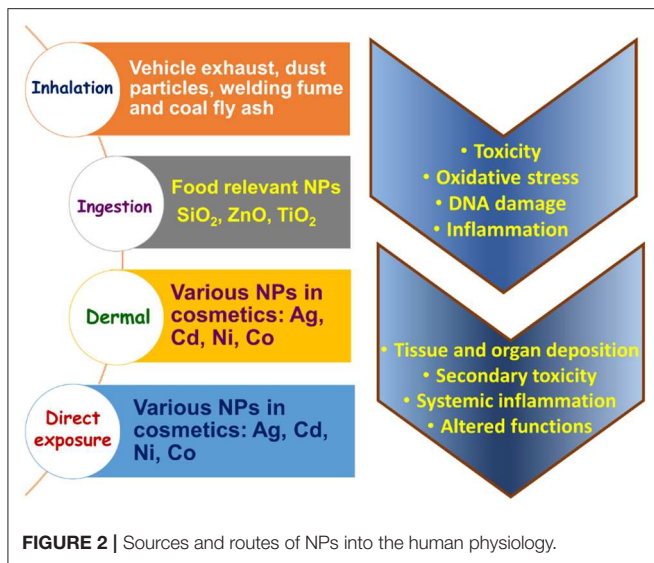 Inhalation
Vehicle exhaust, dust
particles, welding fume
and coal fly ash
Ingestion
Food relevant NPs
SiO₂, ZnO, TiO₂
Dermal
Various NPs in
cosmetics: Ag,
Cd, Ni, Co
Direct
exposure
Various NPs in
cosmetics: Ag, Cd,
Ni, Co
• Toxicity
• Oxidative stress
• DNA damage
• Inflammation
• Tissue and organ deposition
• Secondary toxicity
• Systemic inflammation
• Altered functions
FIGURE 2 | Sources and routes of NPs into the human physiology.